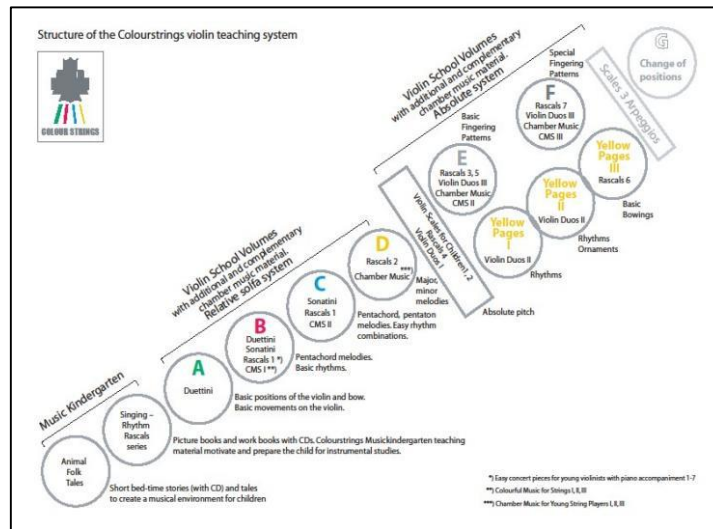 Structure of the Colourstrings violin teaching system
COLOUR STRINGS
Music Kindergarten
Animal
Folk
Tales
Short bed-time stories (with CD) and tales
to create a musical environment for children
Singing –
Rhythm
Rascals
series
Picture books and work books with CDs. Colourstrings Musickindergarten teaching
material motivate and prepare the child for instrumental studies.
Violin School Volumes
with additional and complementary
chamber music material.
Relative solfa system
A
Duettini
Basic positions of the violin and bow.
Basic movements on the violin.
B
Duettini
Sonatini
Rascals 1 *)
CMS I **)
Pentachord melodies.
Basic rhythms.
C
Sonatini
Rascals 1
CMS II
Pentachord, pentaton
melodies. Easy rhythm
combinations.
D
Rascals 2
Chamber Music ***)
Major,
minor
melodies
Violin Scales for Children 1, 2
Rascals 4
Violin Duos I
Absolute pitch
Violin School Volumes
with additional and complementary
chamber music material.
Absolute system
Basic
Fingering
Patterns
E
Rascals 3, 5
Violin Duos III
Chamber Music,
CMS II
Yellow
Pages
I
Violin Duos II
Rhythms
Yellow
Pages
II
Violin Duos II
Rhythms
Ornaments
Yellow
Pages
III
Rascals 6
Basic
Bowings
Special
Fingering
Patterns
F
Rascals 7
Violin Duos III
Chamber Music
CMS III
Scales 3 Arpeggios
G
Change of
positions
*) Easy concert pieces for young violinists with piano accompaniment 1-7
**) Colourful Music for Strings I, II, III
***) Chamber Music for Young String Players I, II, III